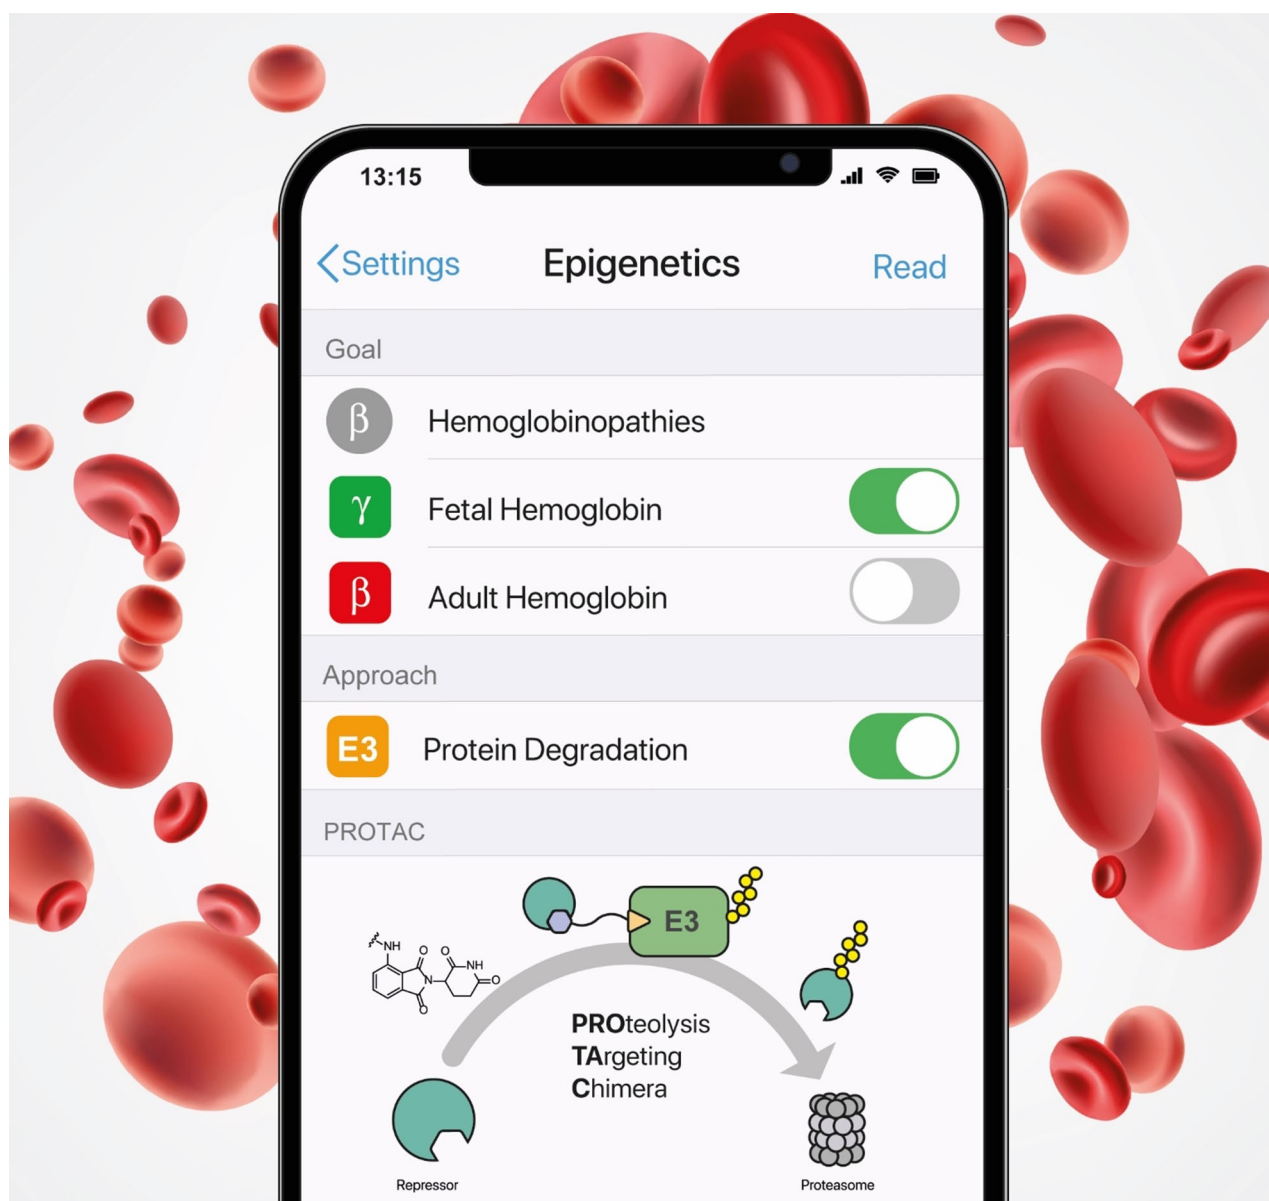 13:15
Settings Epigenetics Read
Goal
β Hemoglobinopathies
γ Fetal Hemoglobin
β Adult Hemoglobin
Approach
E3 Protein Degradation
PROTAC
E3
NH
O
O
NH
N
O
O
PROteolysis
TArgeting
Chimera
Repressor
Proteasome